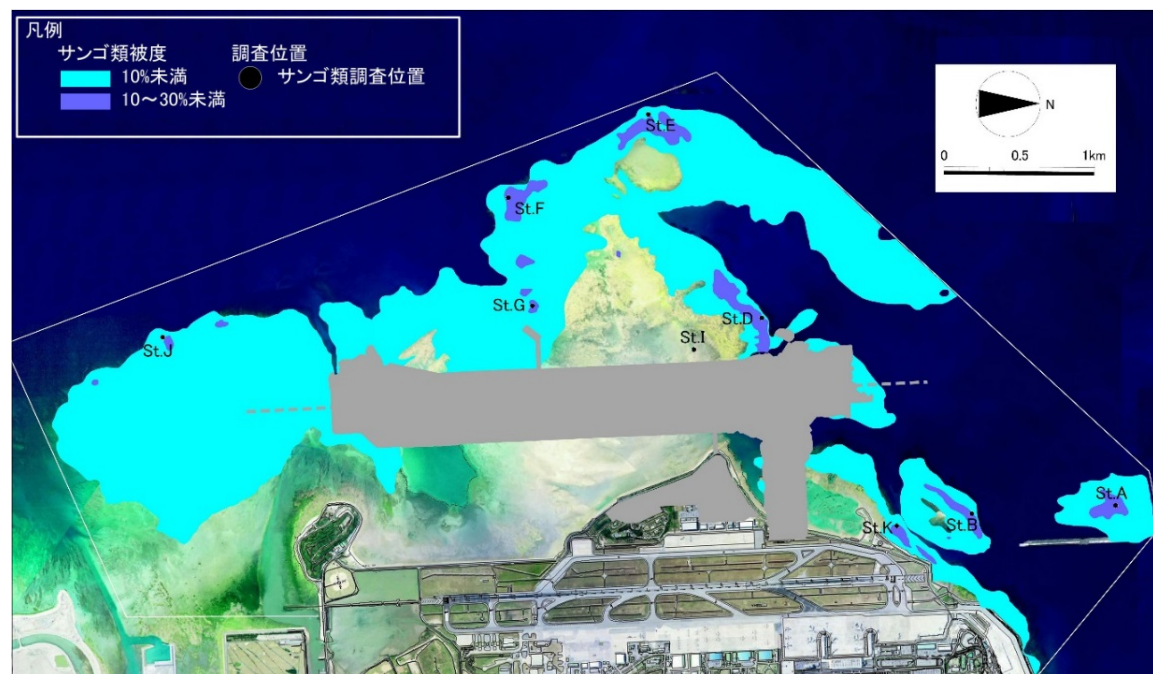 凡例
サンゴ類被度 調査位置
10%未満 サンゴ類調査位置
10～30%未満
N
0 0.5 1km
St.E
St.F
St.G
St.D
St.J
St.I
St.A
St.B
St.K